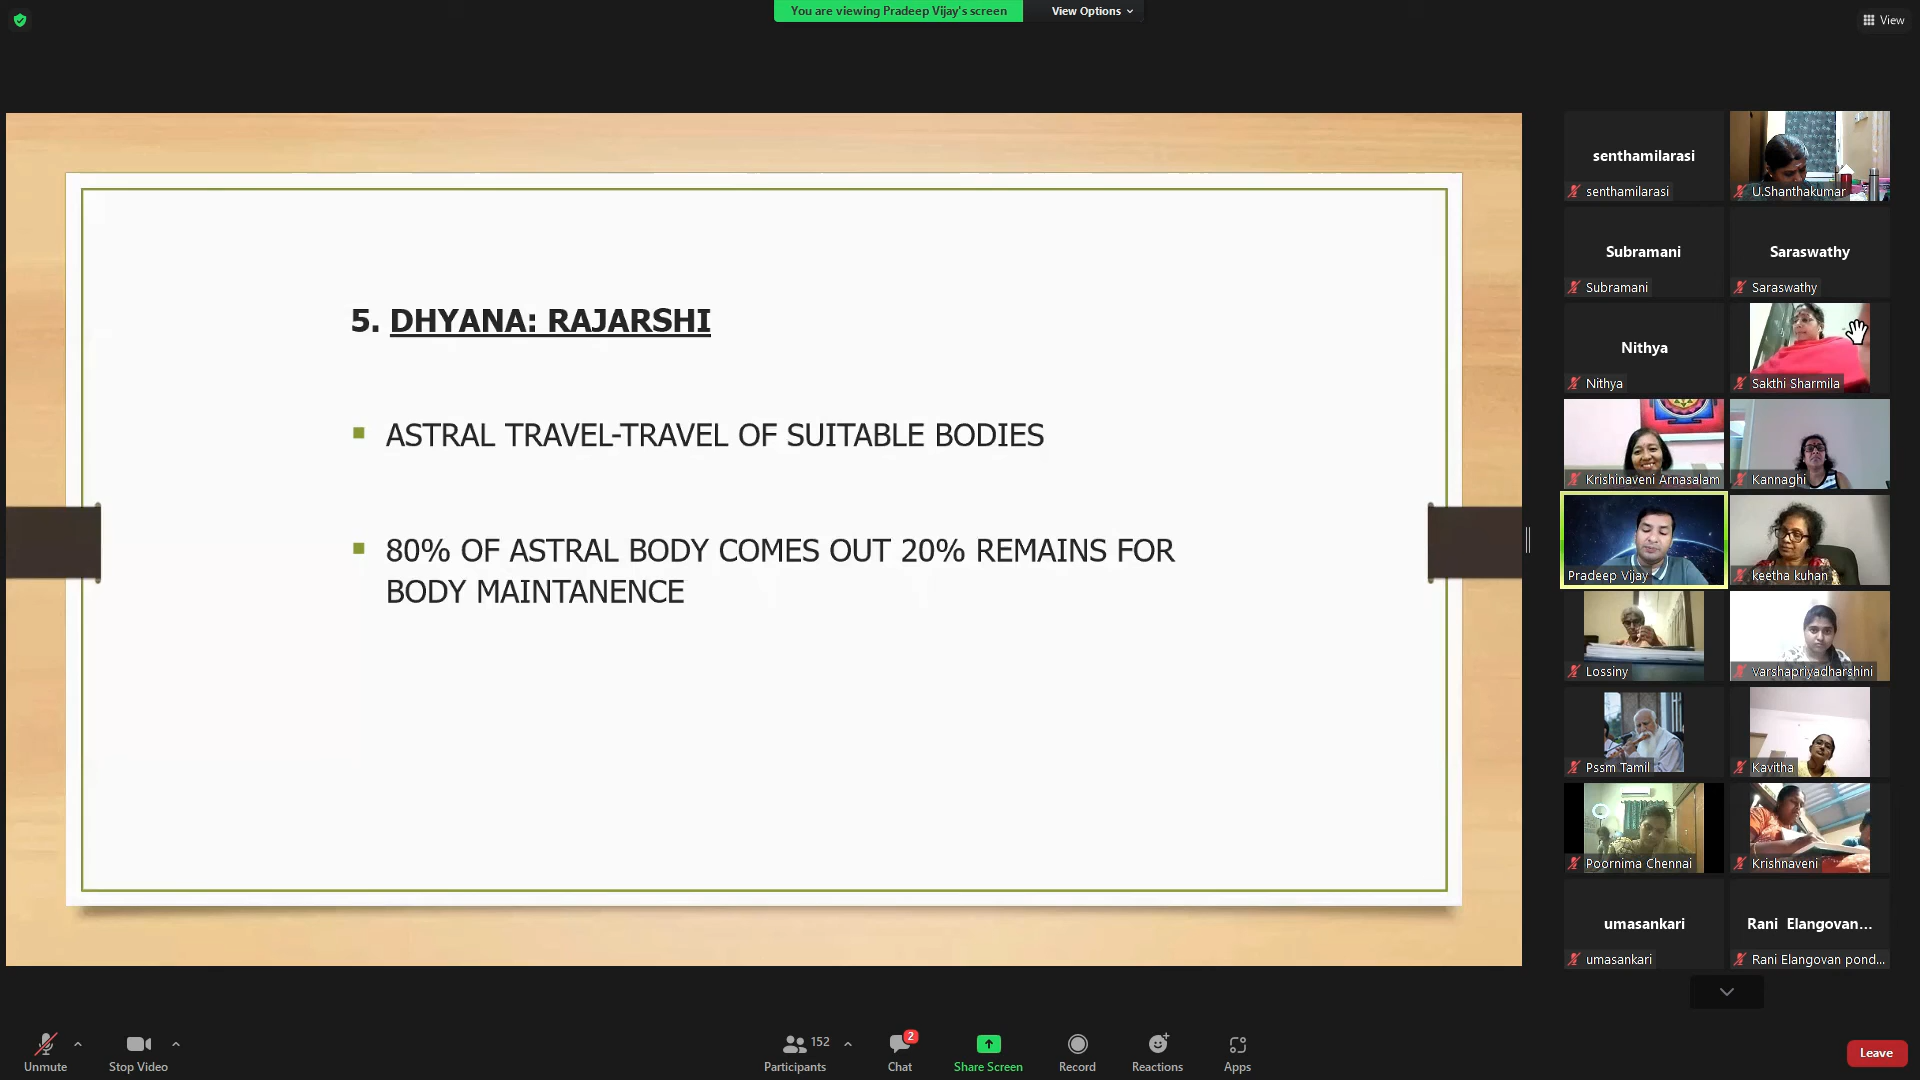 You are viewing Pradeep Vijay's screen
View Options
View
5. DHYANA: RAJARSHI
ASTRAL TRAVEL-TRAVEL OF SUITABLE BODIES
80% OF ASTRAL BODY COMES OUT 20% REMAINS FOR
BODY MAINTANENCE
senthamilarasi
senthamilarasi
U.Shanthakumar
Subramani
Subramani
Saraswathy
Saraswathy
Nithya
Nithya
Sakthi Sharmila
Krishinaveni Arnasalam
Kannaghi
Pradeep Vijay
keetha kuhan
Lossiny
Varshapriyadharshini
Pssm Tamil
Kavitha
Poornima Chennai
Krishnaveni
umasankari
umasankari
Rani Elangovan...
Rani Elangovan pond...
Unmute
Stop Video
152
Participants
2
Chat
Share Screen
Record
Reactions
Apps
Leave